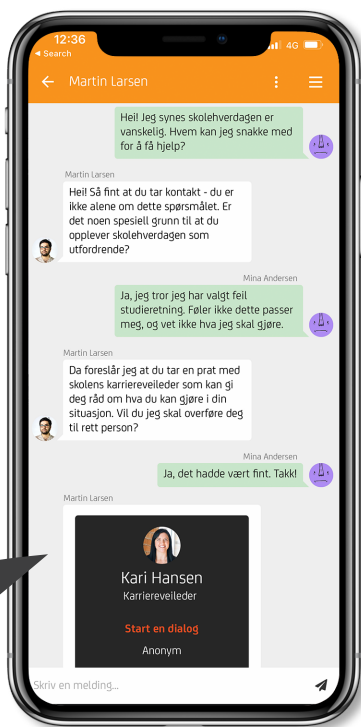 12:36
4G
Search
Martin Larsen
Hei! Jeg synes skolehverdagen er
vanskelig. Hvem kan jeg snakke med
for å få hjelp?
Martin Larsen
Hei! Så fint at du tar kontakt - du er
ikke alene om dette spørsmålet. Er
det noen spesiell grunn til at du
opplever skolehverdagen som
utfordrende?
Mina Andersen
Ja, jeg tror jeg har valgt feil
studieretning. Føler ikke dette passer
meg, og vet ikke hva jeg skal gjøre.
Martin Larsen
Da foreslår jeg at du tar en prat med
skolens karriereveileder som kan gi
deg råd om hva du kan gjøre i din
situasjon. Vil du jeg skal overføre deg
til rett person?
Mina Andersen
Ja, det hadde vært fint. Takk!
Martin Larsen
Kari Hansen
Karriereveileder
Start en dialog
Anonym
Skriv en melding...